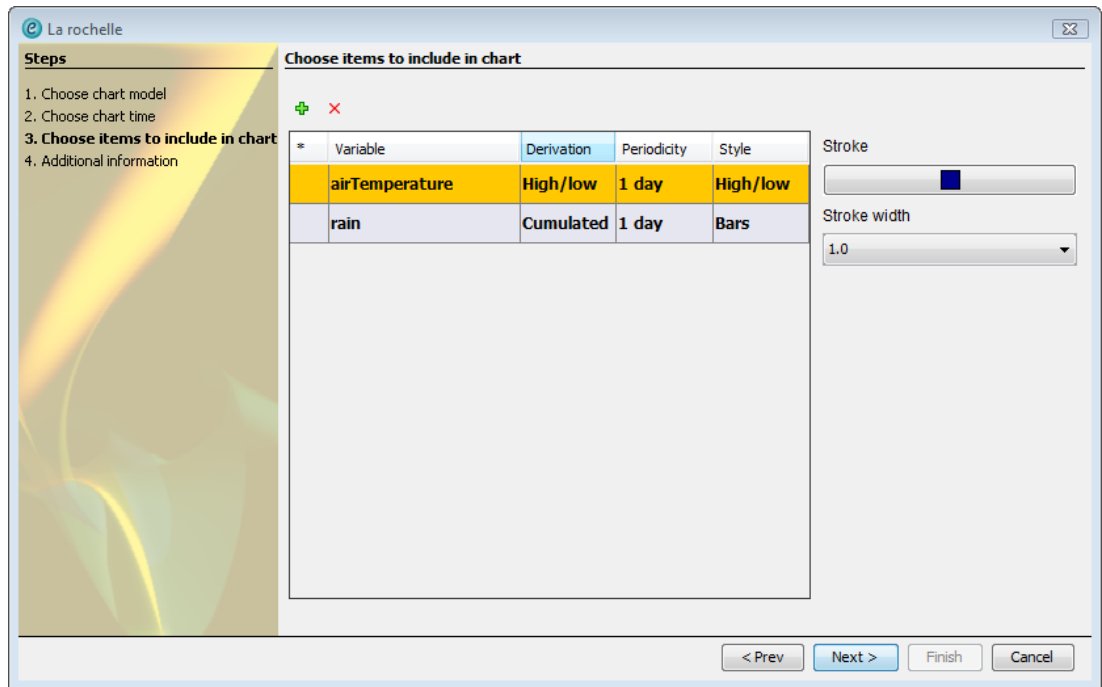 La rochelle
Steps
1. Choose chart model
2. Choose chart time
3. Choose items to include in chart
4. Additional information
Choose items to include in chart
* Variable Derivation Periodicity Style
airTemperature High/low 1 day High/low
rain Cumulated 1 day Bars
Stroke
Stroke width
1.0
< Prev Next > Finish Cancel